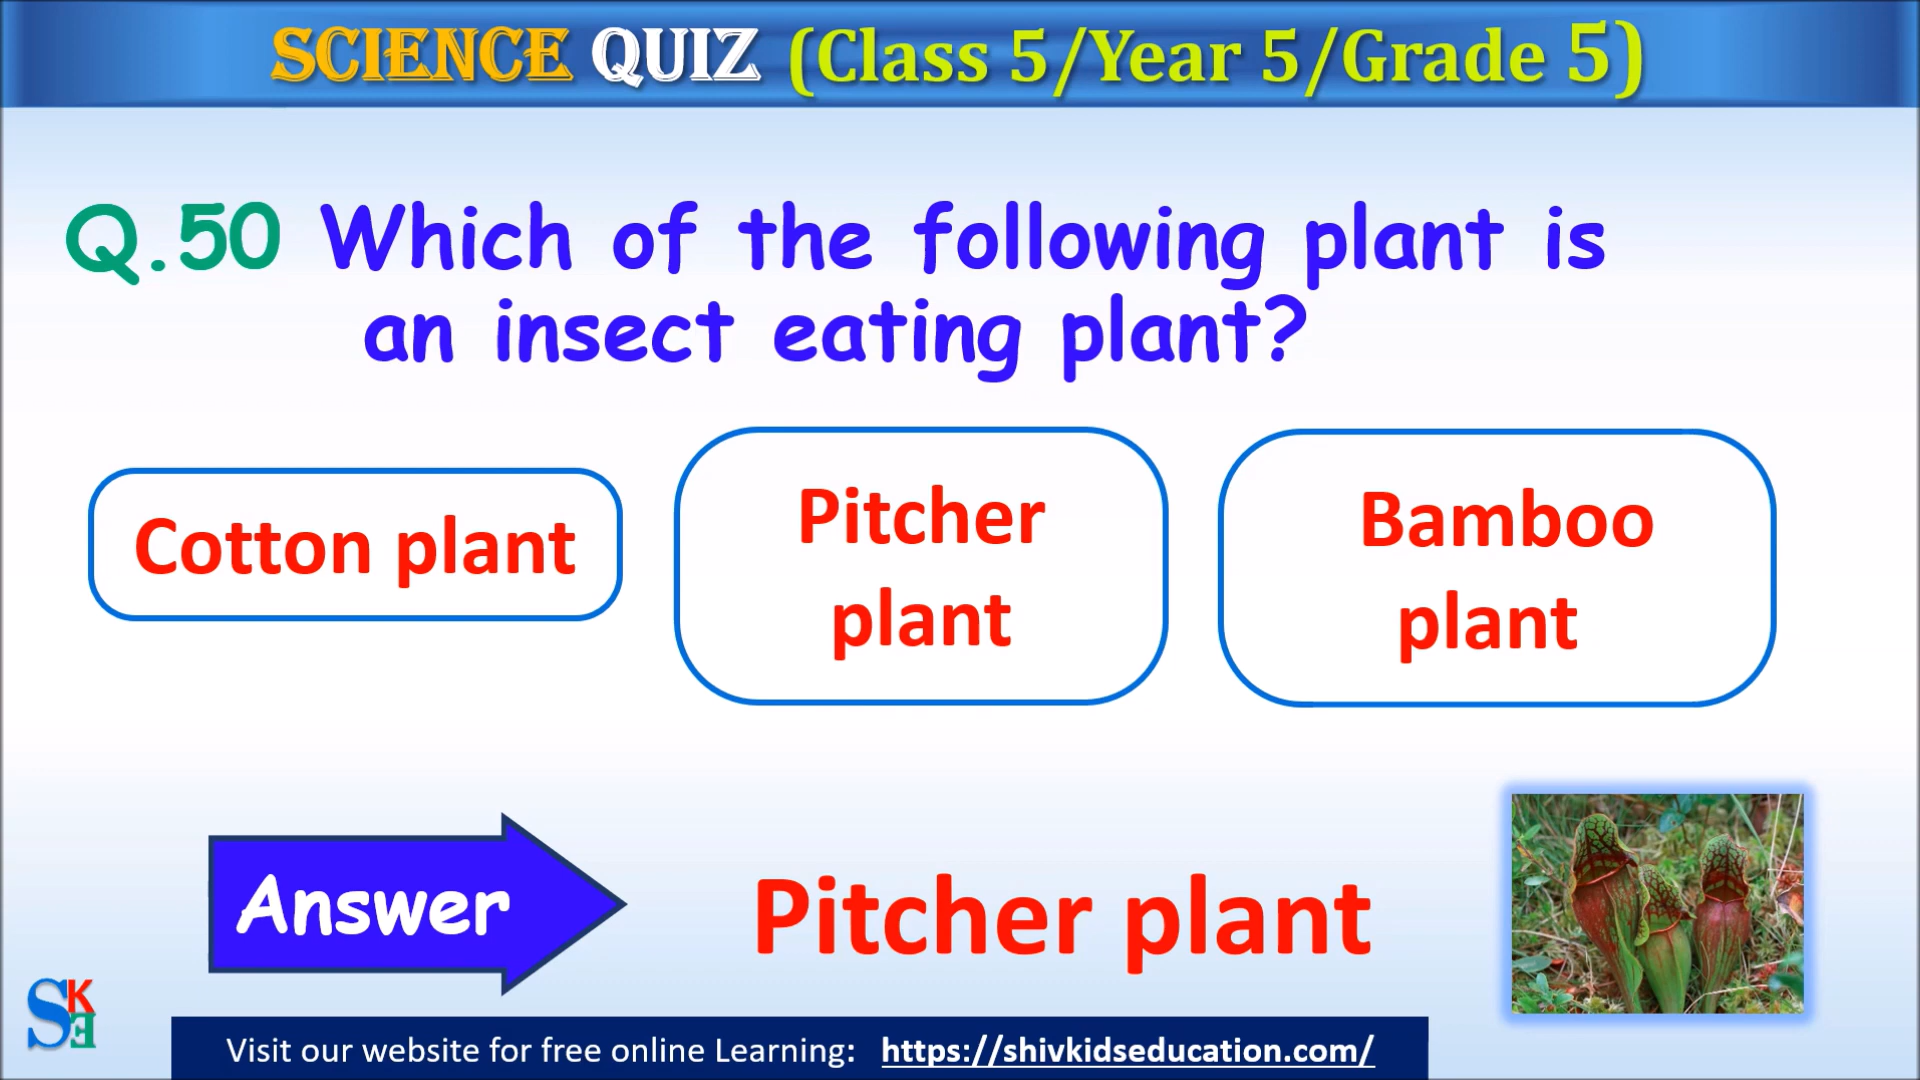 SCIENCE QUIZ (Class 5/Year 5/Grade 5)
Q.50 Which of the following plant is
an insect eating plant?
Cotton plant
Pitcher
plant
Bamboo
plant
Answer
Pitcher plant
SKE
Visit our website for free online Learning: https://shivkidseducation.com/